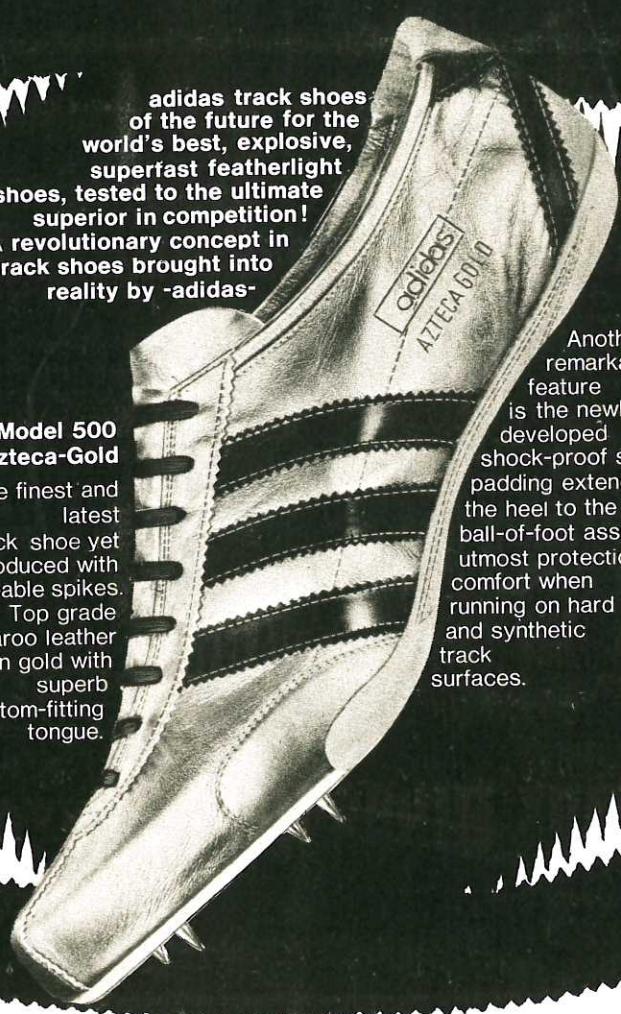 adidas track shoes
of the future for the
world's best, explosive,
superfast featherlight
shoes, tested to the ultimate
superior in competition!
revolutionary concept in
rack shoes brought into
reality by -adidas-
adidas
AZTECA GOLD
Model 500
zteca-Gold
e finest and
latest
ck shoe yet
oduced with
eable spikes.
Top grade
aroo leather
n gold with
superb
tom-fitting
tongue.
Anoth
remarka
feature
is the newl
developed
shock-proof s
padding exten
the heel to the
ball-of-foot ass
utmost protectio
comfort when
running on hard
and synthetic
track
surfaces.